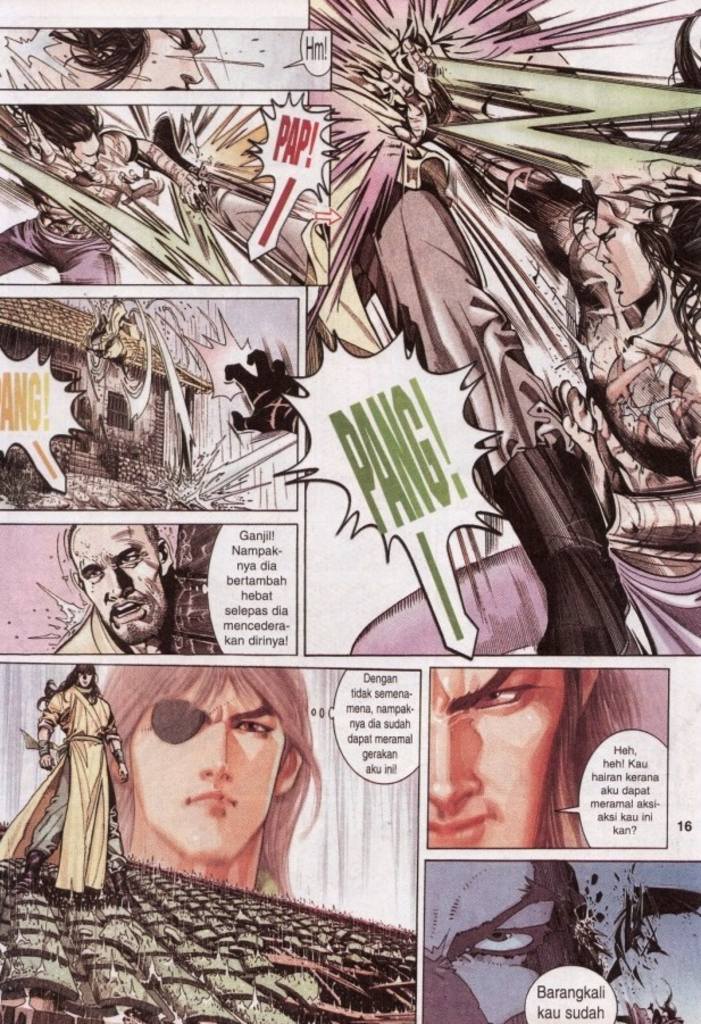 Hm!
PAP!
PANG!
ANG!
Ganjil!
Nampak-
nya dia
bertambah
hebat
selepas dia
mencedera-
kan dirinya!
Dengan
tidak semena-
mena, nampak-
nya dia sudah
dapat meramal
gerakan
aku ini!
Heh,
heh! Kau
hairan kerana
aku dapat
meramal aksi-
aksi kau ini
kan?
16
Barangkali
kau sudah